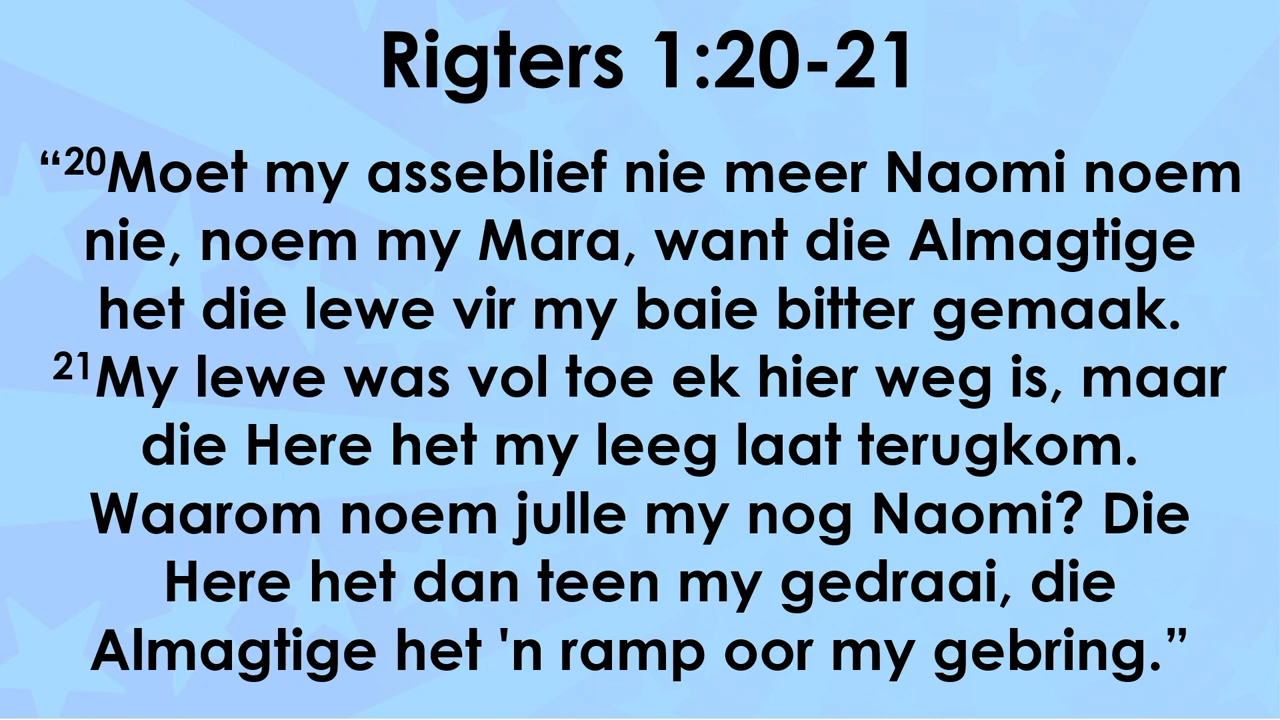 Rigters 1:20-21
“²⁰Moet my asseblief nie meer Naomi noem
nie, noem my Mara, want die Almagtige
het die lewe vir my baie bitter gemaak.
²¹My lewe was vol toe ek hier weg is, maar
die Here het my leeg laat terugkom.
Waarom noem julle my nog Naomi? Die
Here het dan teen my gedraai, die
Almagtige het 'n ramp oor my gebring.”